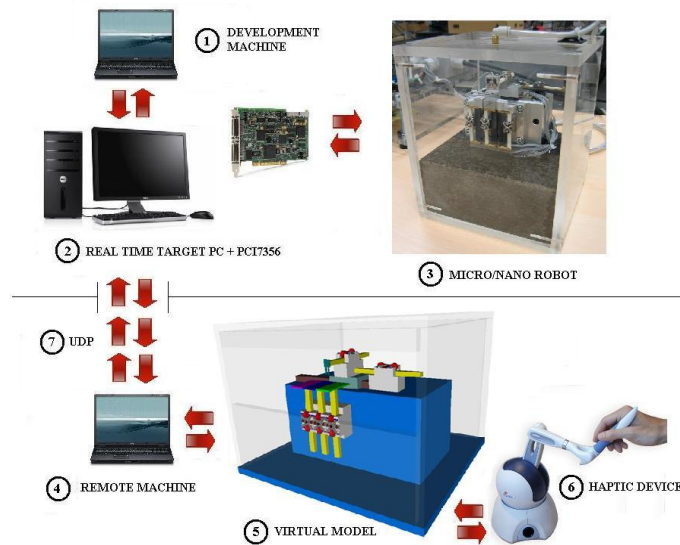 1 DEVELOPMENT MACHINE
2 REAL TIME TARGET PC + PCI7356
3 MICRO/NANO ROBOT
7 UDP
4 REMOTE MACHINE
5 VIRTUAL MODEL
6 HAPTIC DEVICE